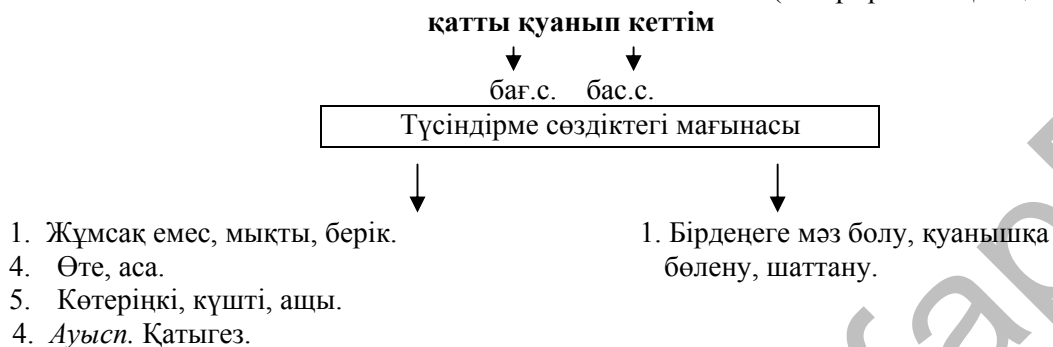 қатты қуанып кеттім
бағ.с. бас.с.
Түсіндірме сөздіктегі мағынасы
1. Жұмсақ емес, мықты, берік.
4. Өте, аса.
5. Көтеріңкі, күшті, ащы.
4. Ауысп. Қатыгез.
1. Бірдеңеге мәз болу, қуанышқа
бөлену, шаттану.